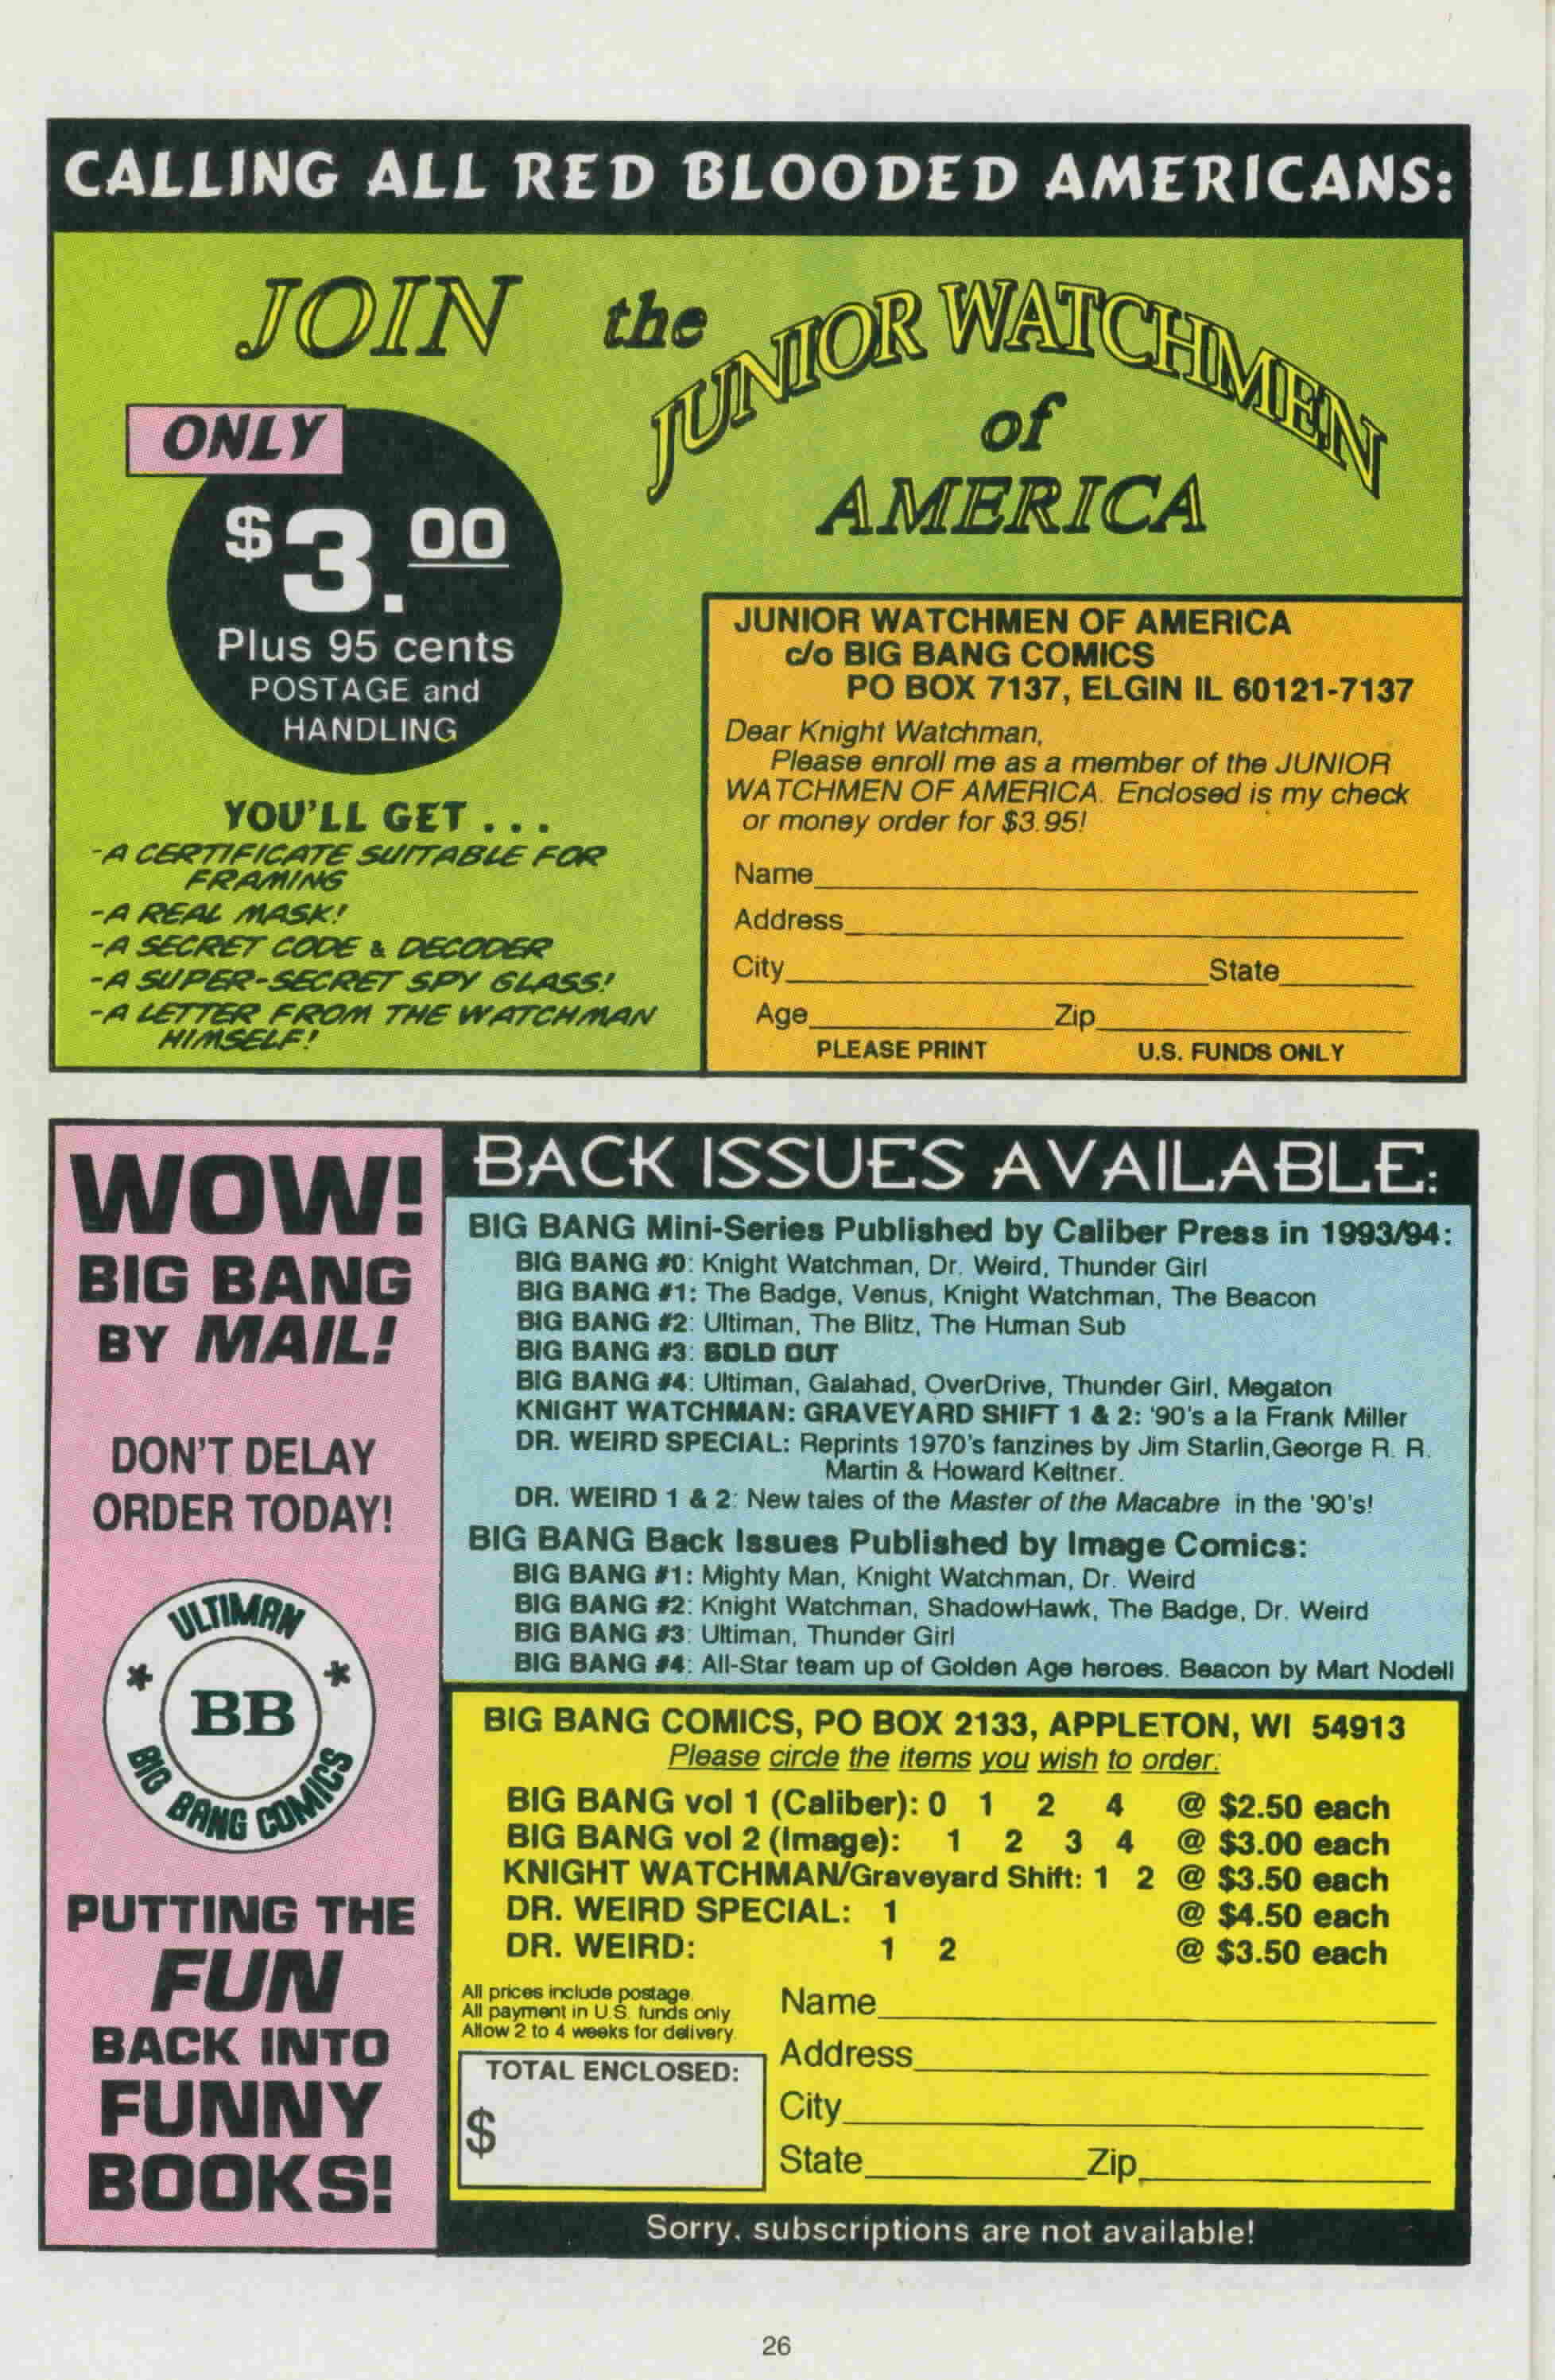 CALLING ALL RED BLOODED AMERICANS:
JOIN the JUNIOR WATCHMEN
of
AMERICA
ONLY
$3.00
Plus 95 cents
POSTAGE and
HANDLING
YOU'LL GET . . .
-A CERTIFICATE SUITABLE FOR
FRAMING
-A REAL MASK!
-A SECRET CODE & DECODER
-A SUPER-SECRET SPY GLASS!
-A LETTER FROM THE WATCHMAN
HIMSELF!
JUNIOR WATCHMEN OF AMERICA
c/o BIG BANG COMICS
PO BOX 7137, ELGIN IL 60121-7137
Dear Knight Watchman,
Please enroll me as a member of the JUNIOR
WATCHMEN OF AMERICA. Enclosed is my check
or money order for $3.95!
Name
Address
City State
Age Zip
PLEASE PRINT U.S. FUNDS ONLY
WOW!
BIG BANG
BY MAIL!
DON'T DELAY
ORDER TODAY!
ULTIMAN
* *
BB
BIG BANG COMICS
PUTTING THE
FUN
BACK INTO
FUNNY
BOOKS!
BACK ISSUES AVAILABLE:
BIG BANG Mini-Series Published by Caliber Press in 1993/94:
BIG BANG #0: Knight Watchman, Dr. Weird, Thunder Girl
BIG BANG #1: The Badge, Venus, Knight Watchman, The Beacon
BIG BANG #2: Ultiman, The Blitz, The Human Sub
BIG BANG #3: SOLD OUT
BIG BANG #4: Ultiman, Galahad, OverDrive, Thunder Girl, Megaton
KNIGHT WATCHMAN: GRAVEYARD SHIFT 1 & 2: '90's a la Frank Miller
DR. WEIRD SPECIAL: Reprints 1970's fanzines by Jim Starlin,George R. R.
Martin & Howard Keltner.
DR. WEIRD 1 & 2: New tales of the Master of the Macabre in the '90's!
BIG BANG Back Issues Published by Image Comics:
BIG BANG #1: Mighty Man, Knight Watchman, Dr. Weird
BIG BANG #2: Knight Watchman, ShadowHawk, The Badge, Dr. Weird
BIG BANG #3: Ultiman, Thunder Girl
BIG BANG #4: All-Star team up of Golden Age heroes. Beacon by Mart Nodell
BIG BANG COMICS, PO BOX 2133, APPLETON, WI 54913
Please circle the items you wish to order:
BIG BANG vol 1 (Caliber): 0 1 2 4 @ $2.50 each
BIG BANG vol 2 (Image): 1 2 3 4 @ $3.00 each
KNIGHT WATCHMAN/Graveyard Shift: 1 2 @ $3.50 each
DR. WEIRD SPECIAL: 1 @ $4.50 each
DR. WEIRD: 1 2 @ $3.50 each
All prices include postage.
All payment in U.S. funds only.
Allow 2 to 4 weeks for delivery.
TOTAL ENCLOSED:
$
Name
Address
City
State Zip
Sorry, subscriptions are not available!
26